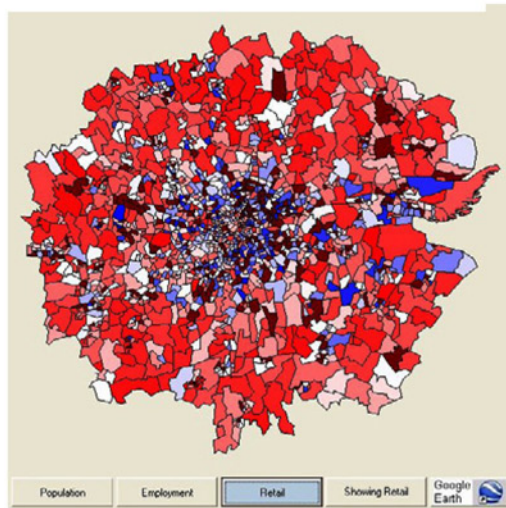 Population
Employment
Retail
Showing Retail
Google
Earth